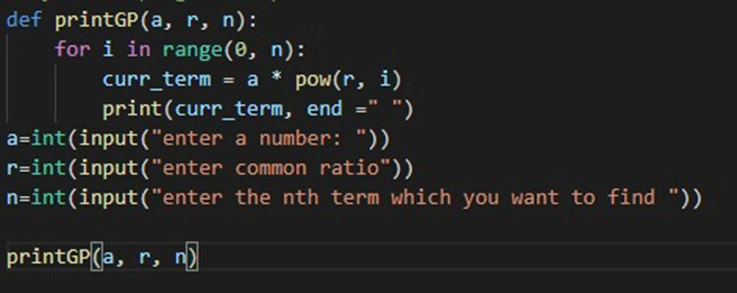 def printGP(a, r, n):
    for i in range(0, n):
        curr_term = a * pow(r, i)
        print(curr_term, end =" ")
a=int(input("enter a number: "))
r=int(input("enter common ratio"))
n=int(input("enter the nth term which you want to find "))
printGP(a, r, n)